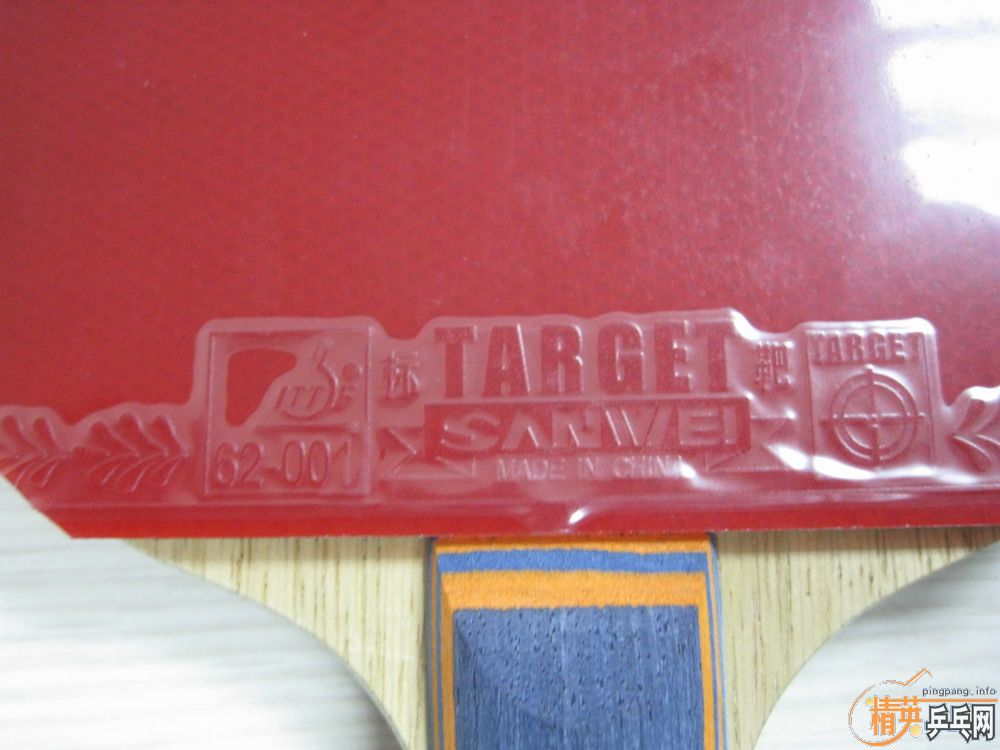 ITTF
62-001
标 TARGET 靶
SANWEI
MADE IN CHINA
TARGET
pingpang.info
精英乒乓网